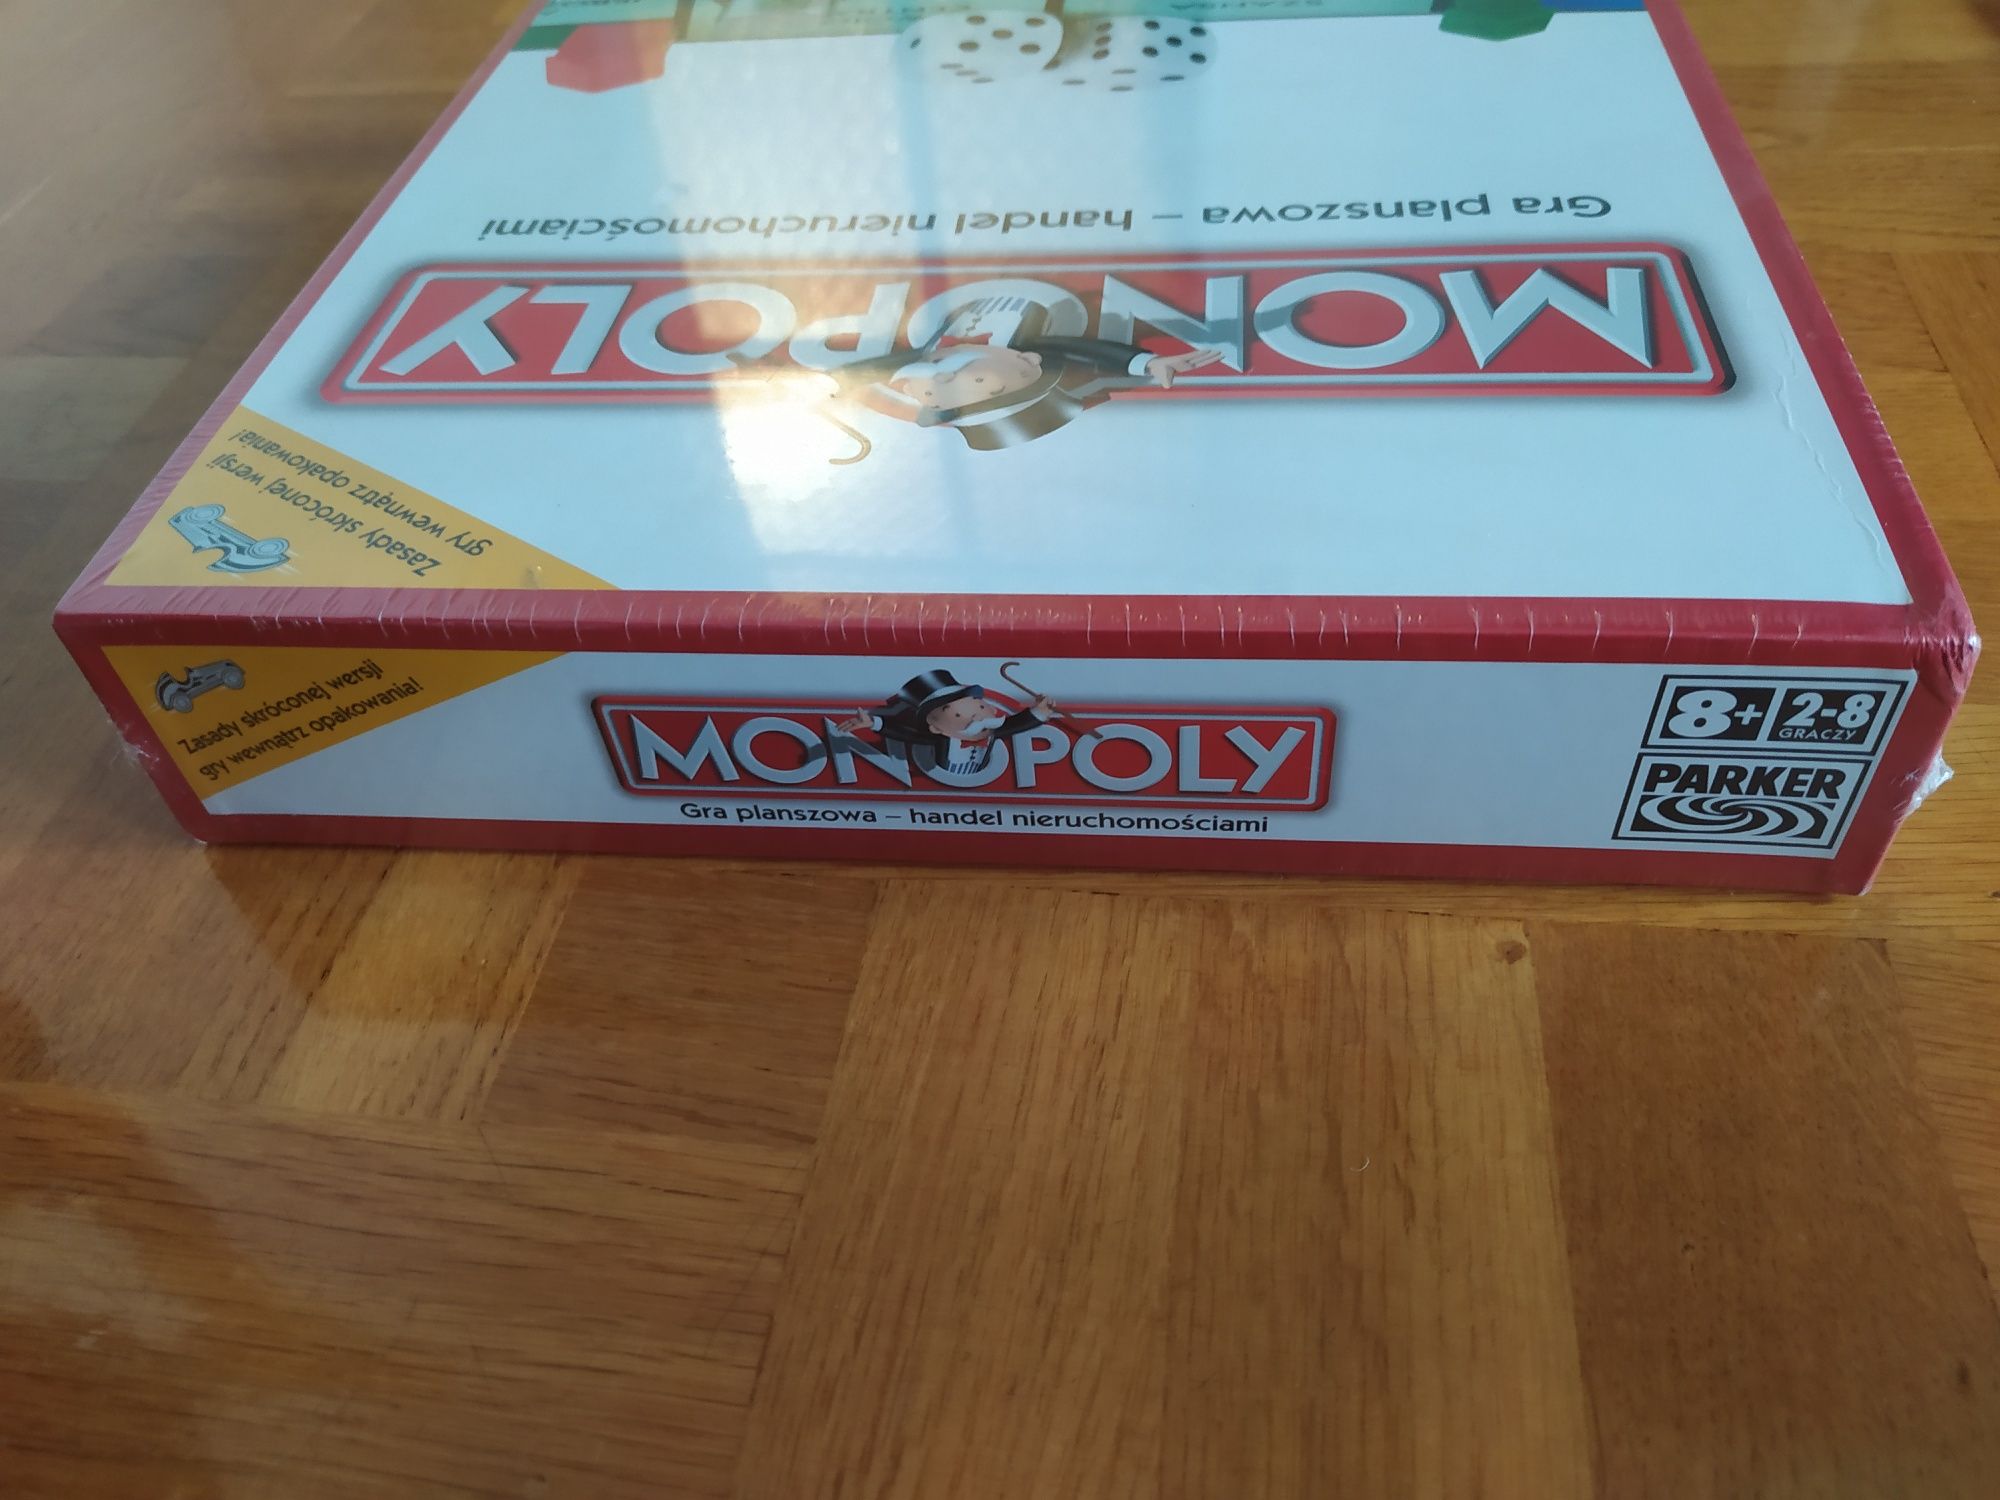 Gra planszowa – handel nieruchomościami
MONOPOLY
Zasady skróconej wersji
gry wewnątrz opakowania!
Zasady skróconej wersji
gry wewnątrz opakowania!
MONOPOLY
Gra planszowa – handel nieruchomościami
8+
2-8
GRACZY
PARKER